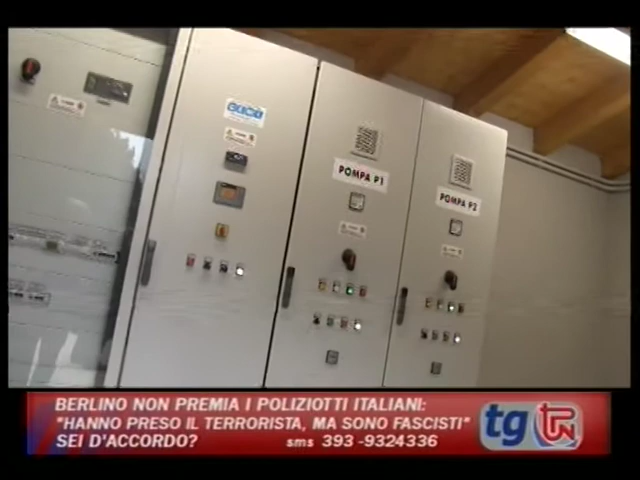 POMPA P1
POMPA P2
BERLINO NON PREMIA I POLIZIOTTI ITALIANI:
"HANNO PRESO IL TERRORISTA, MA SONO FASCISTI"
SEI D'ACCORDO? sms 393 -9324336
tg TRN